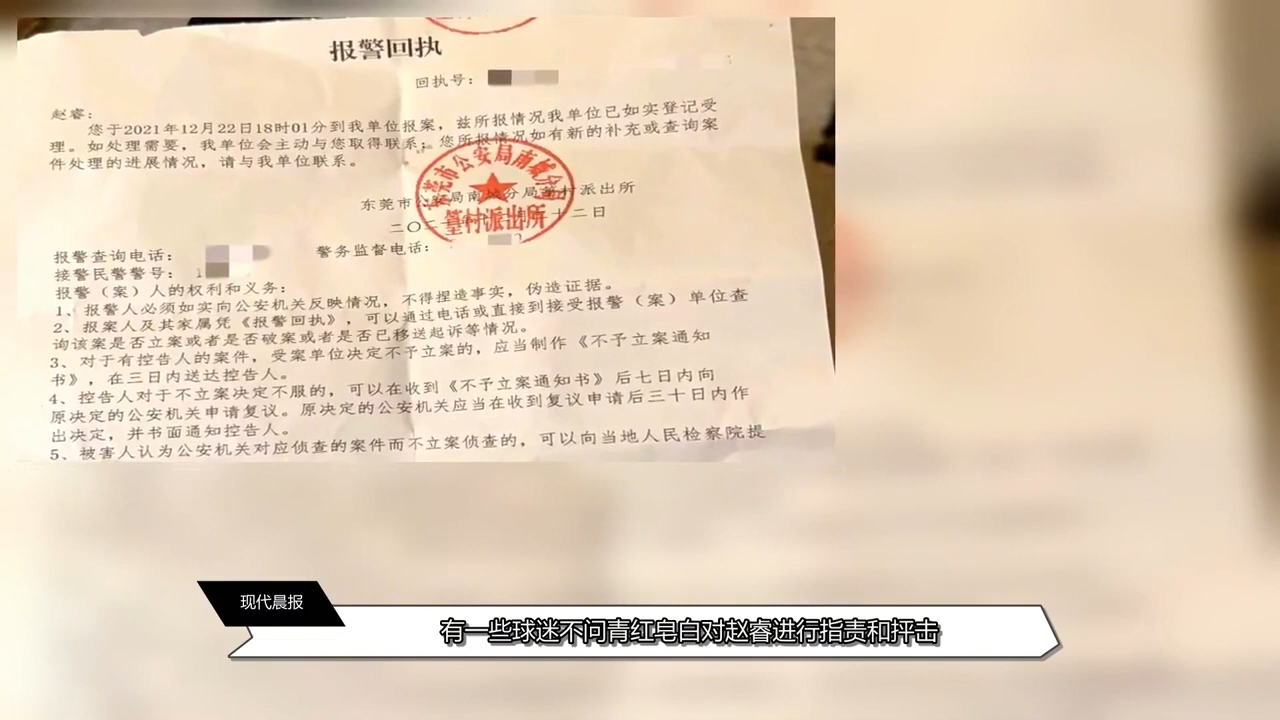 报警回执
回执号：
赵睿：
您于2021年12月22日18时01分到我单位报案，兹所报情况我单位已如实登记受
理。如处理需要，我单位会主动与您取得联系；您所报情况如有新的补充或查询案
件处理的进展情况，请与我单位联系。
东莞市公安局南城分局篁村派出所
二〇二一年十二月二十二日
东莞市公安局南城分局
篁村派出所
报警查询电话：
警务监督电话：
接警民警警号：
报警（案）人的权利和义务：
1、报警人必须如实向公安机关反映情况，不得捏造事实，伪造证据。
2、报案人及其家属凭《报警回执》，可以通过电话或直接到接受报警（案）单位查
询该案是否立案或者是否破案或者是否已移送起诉等情况。
3、对于有控告人的案件，受案单位决定不予立案的，应当制作《不予立案通知
书》，在三日内送达控告人。
4、控告人对于不立案决定不服的，可以在收到《不予立案通知书》后七日内向
原决定的公安机关申请复议。原决定的公安机关应当在收到复议申请后三十日内作
出决定，并书面通知控告人。
5、被害人认为公安机关对应侦查的案件而不立案侦查的，可以向当地人民检察院提
现代晨报
有一些球迷不问青红皂白对赵睿进行指责和抨击